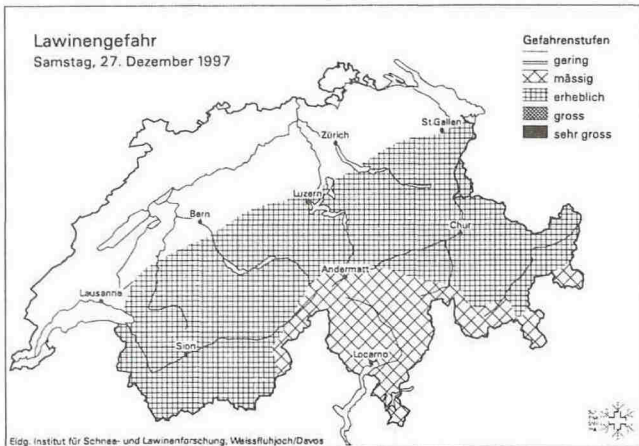 Lawinengefahr
Samstag, 27. Dezember 1997
Gefahrenstufen
gering
mässig
erheblich
gross
sehr gross
St.Gallen
Zürich
Luzern
Bern
Chur
Andermatt
Lausanne
Sion
Locarno
Eidg. Institut für Schnee- und Lawinenforschung, Weissfluhjoch/Davos